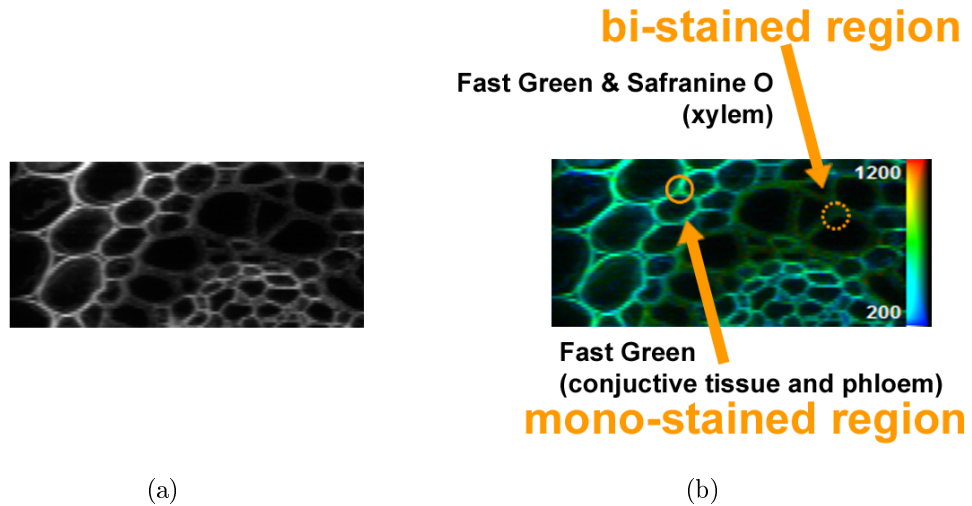 bi-stained region
Fast Green & Safranine O
(xylem)
1200
200
Fast Green
(conjuctive tissue and phloem)
mono-stained region
(a)
(b)